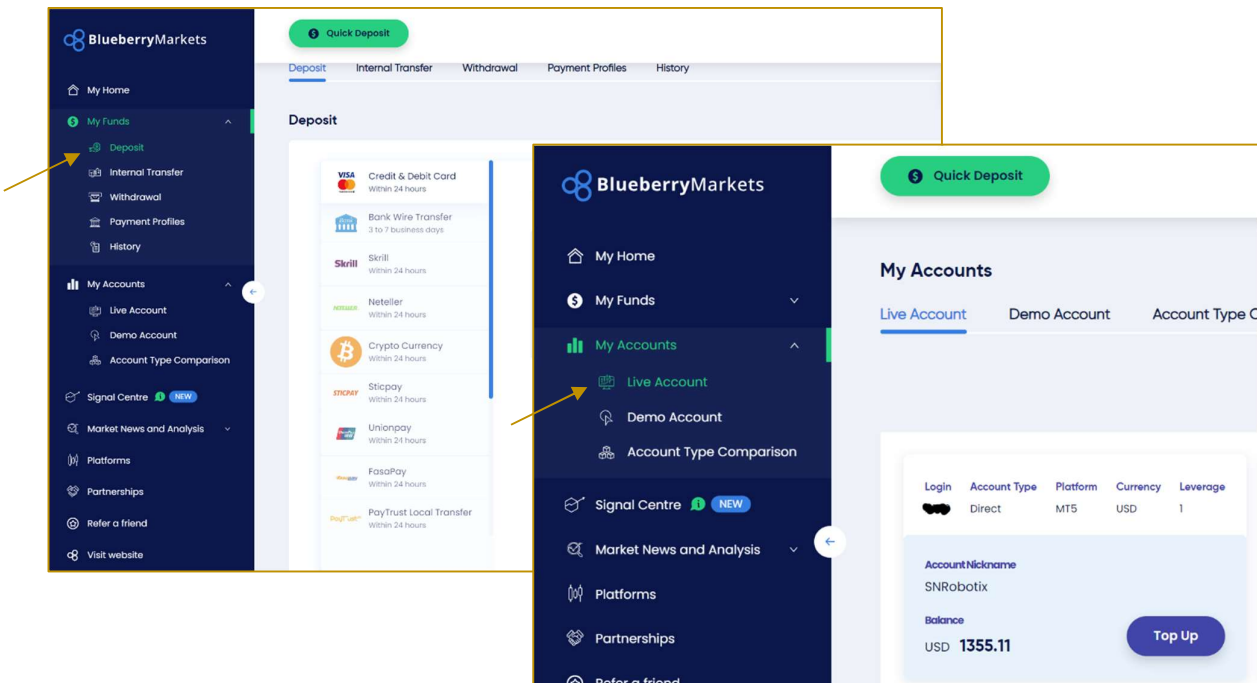 BlueberryMarkets
My Home
My Funds
Deposit
Internal Transfer
Withdrawal
Payment Profiles
History
My Accounts
Live Account
Demo Account
Account Type Comparison
Signal Centre NEW
Market News and Analysis
Platforms
Partnerships
Refer a friend
Visit website
Quick Deposit
Deposit Internal Transfer Withdrawal Payment Profiles History
Deposit
VISA
Credit & Debit Card
Within 24 hours
Bank Wire Transfer
3 to 7 business days
Skrill
Skrill
Within 24 hours
NETELLER
Neteller
Within 24 hours
Crypto Currency
Within 24 hours
STICPAY
Sticpay
Within 24 hours
Unionpay
Within 24 hours
FasaPay
Within 24 hours
PayTrust Local Transfer
Within 24 hours
BlueberryMarkets
My Home
My Funds
My Accounts
Live Account
Demo Account
Account Type Comparison
Signal Centre NEW
Market News and Analysis
Platforms
Partnerships
Refer a friend
Quick Deposit
My Accounts
Live Account Demo Account Account Type C
Login Account Type Platform Currency Leverage
Direct MT5 USD 1
Account Nickname
SNRobotix
Balance
USD 1355.11
Top Up